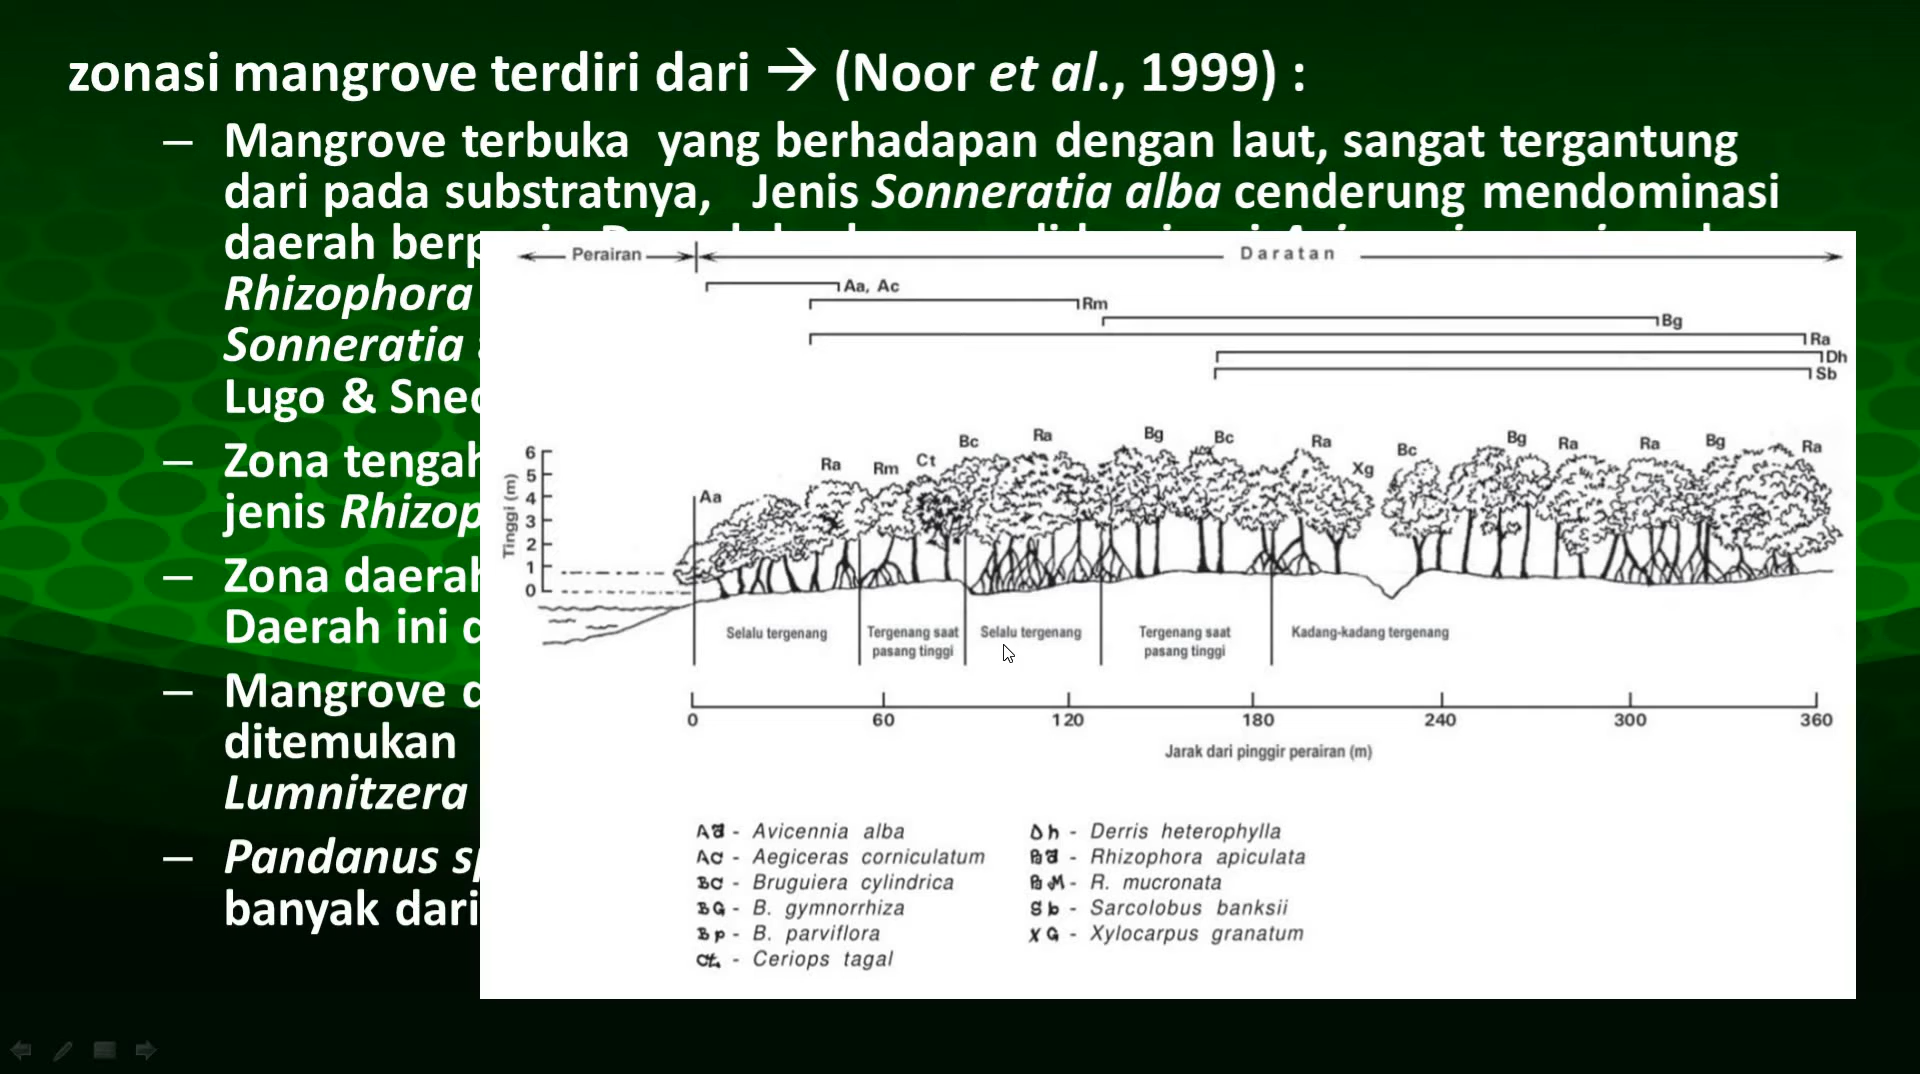 zonasi mangrove terdiri dari → (Noor et al., 1999) :
– Mangrove terbuka yang berhadapan dengan laut, sangat tergantung
dari pada substratnya, Jenis Sonneratia alba cenderung mendominasi
daerah
Rhizophora
Sonneratia
Lugo &
– Zona
jenis
– Zona
Daerah ini
– Mangrove
ditemukan
Lumnitzera
– Pandanus
banyak dari
Perairan Daratan
Aa, Ac
Rm
Bg
Ra
Dh
Sb
Aa Ra Rm Ct Bc Ra Bg Bc Ra Xg Bc Bg Ra Ra Bg Ra
Tinggi (m)
6
5
4
3
2
1
0
Selalu tergenang
Tergenang saat
pasang tinggi
Selalu tergenang
Tergenang saat
pasang tinggi
Kadang-kadang tergenang
0 60 120 180 240 300 360
Jarak dari pinggir perairan (m)
Aa - Avicennia alba
Ac - Aegiceras corniculatum
BC - Bruguiera cylindrica
BG - B. gymnorrhiza
Bp - B. parviflora
Ct - Ceriops tagal
Dh - Derris heterophylla
Ra - Rhizophora apiculata
RM - R. mucronata
Sb - Sarcolobus banksii
XG - Xylocarpus granatum